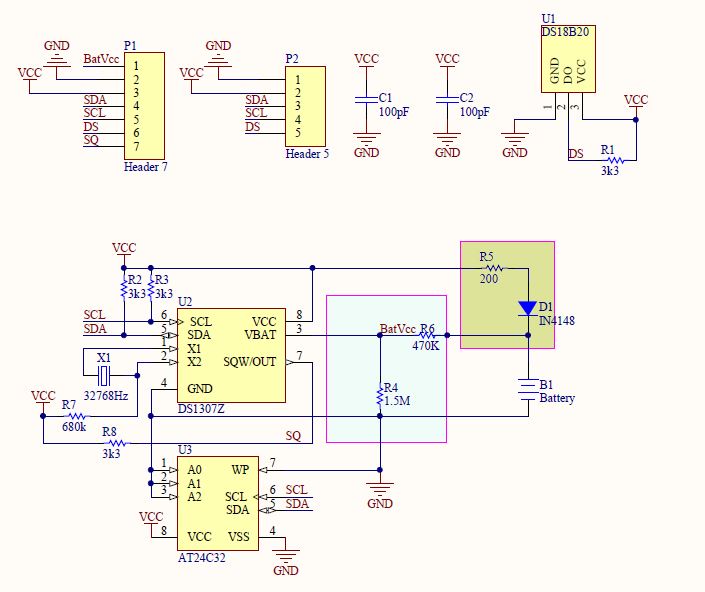 P1
GND
BatVcc
VCC
SDA
SCL
DS
SQ
1
2
3
4
5
6
7
Header 7
P2
GND
VCC
SDA
SCL
DS
1
2
3
4
5
Header 5
VCC
C1
100pF
GND
VCC
C2
100pF
GND
U1
DS18B20
GND
DO
VCC
1
2
3
VCC
GND
DS
R1
3k3
VCC
R2
3k3
R3
3k3
R5
200
D1
IN4148
U2
SCL
6
SCL
VCC
8
SDA
5
SDA
VBAT
3
1
X1
2
X2
SQW/OUT
7
4
GND
DS1307Z
BatVcc
R6
470K
R4
1.5M
B1
Battery
X1
32768Hz
VCC
R7
680k
R8
3k3
SQ
U3
1
A0
WP
7
2
A1
3
A2
SCL
6
SCL
SDA
5
SDA
GND
VCC
8
VCC
VSS
4
AT24C32
GND